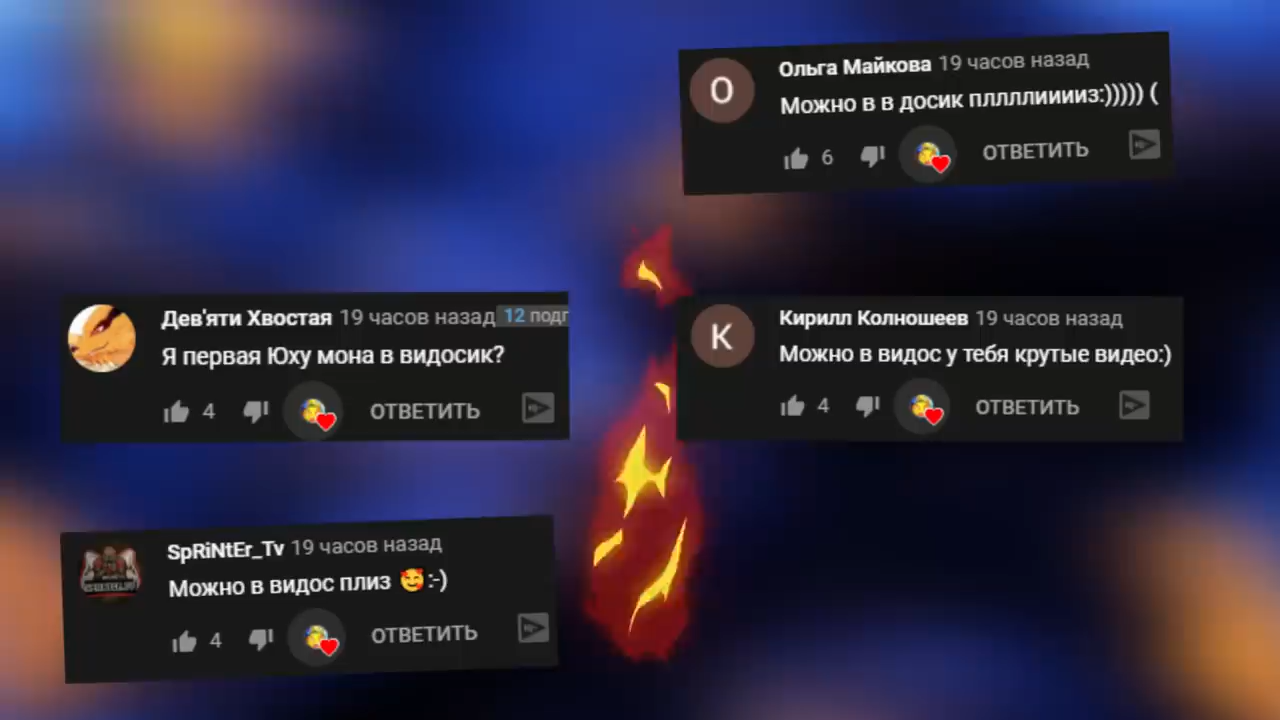 О
Ольга Майкова 19 часов назад
Можно в в досик пллллииииз:))))) (
6 ОТВЕТИТЬ
Дев'яти Хвостая 19 часов назад 12 подп
Я первая Юху мона в видосик?
4 ОТВЕТИТЬ
К
Кирилл Колношеев 19 часов назад
Можно в видос у тебя крутые видео:)
4 ОТВЕТИТЬ
SpRiNtEr_Tv 19 часов назад
Можно в видос плиз 🥰:-)
4 ОТВЕТИТЬ